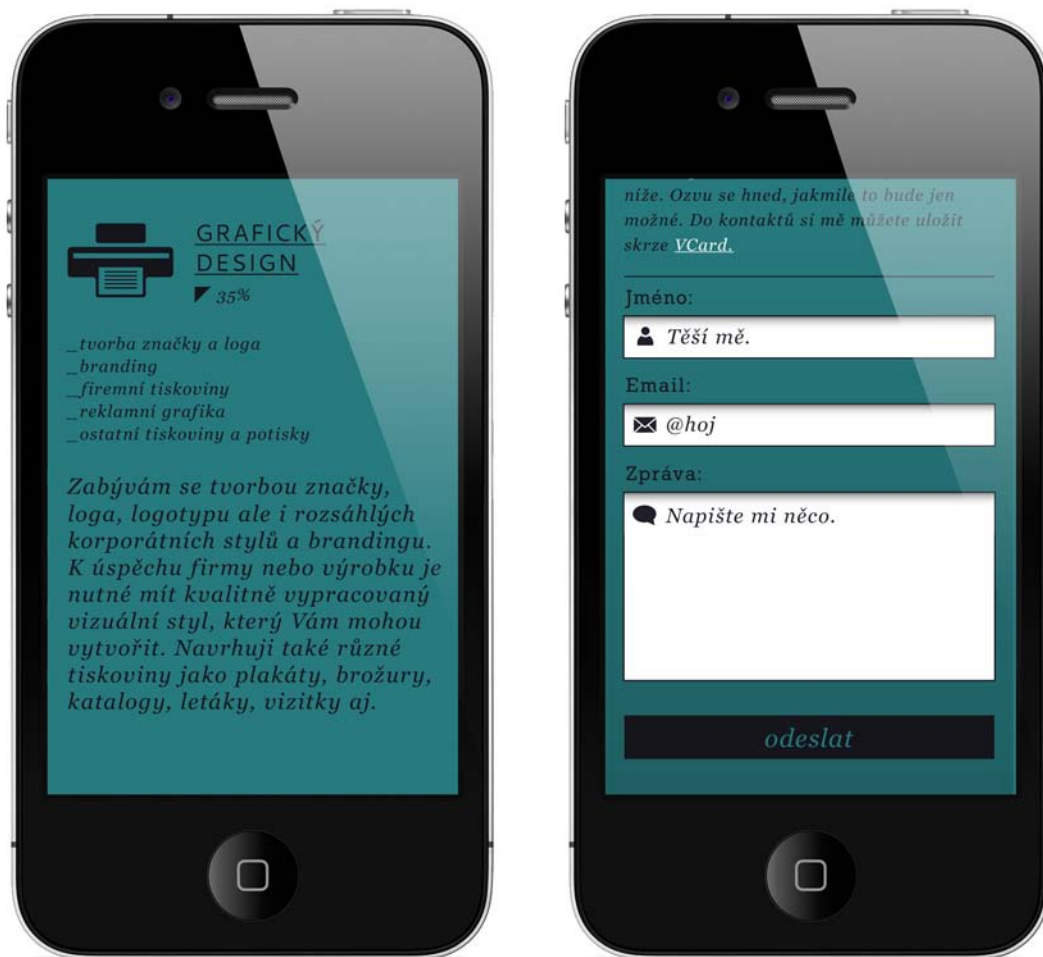 GRAFICKÝ
DESIGN
35%
_tvorba značky a loga
_branding
_firemní tiskoviny
_reklamní grafika
_ostatní tiskoviny a potisky
Zabývám se tvorbou značky,
loga, logotypu ale i rozsáhlých
korporátních stylů a brandingu.
K úspěchu firmy nebo výrobku je
nutné mít kvalitně vypracovaný
vizuální styl, který Vám mohou
vytvořit. Navrhuji také různé
tiskoviny jako plakáty, brožury,
katalogy, letáky, vizitky aj.
níže. Ozvu se hned, jakmile to bude jen
možné. Do kontaktů si mě můžete uložit
skrze VCard.
Jméno:
Těší mě.
Email:
@hoj
Zpráva:
Napište mi něco.
odeslat